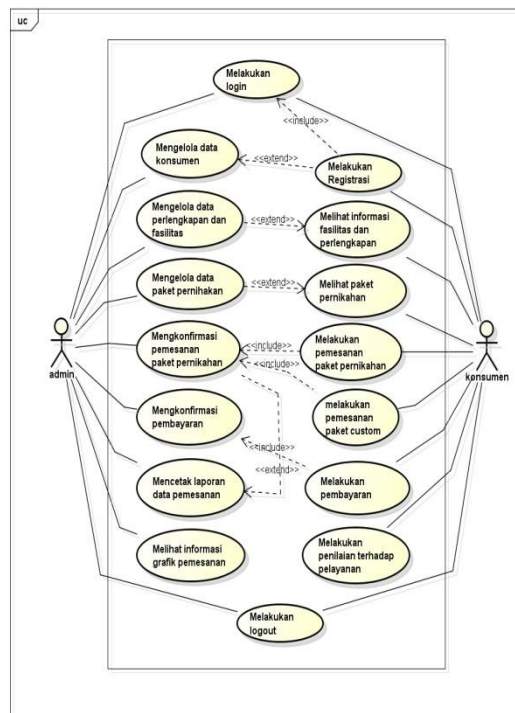 uc
Melakukan
login
<<include>>
Mengelola data
konsumen
<<extend>>
Melakukan
Registrasi
Mengelola data
perlengkapan dan
fasilitas
<<extend>>
Melihat informasi
fasilitas dan
perlengkapan
Mengelola data
paket pernihakan
<<extend>>
Melihat paket
pernikahan
admin
Mengkonfirmasi
pemesanan
paket pernikahan
<<include>>
<<include>>
Melakukan
pemesanan
paket pernikahan
konsumen
Mengkonfirmasi
pembayaran
melakukan
pemesanan
paket custom
<<include>>
<<extend>>
Mencetak laporan
data pemesanan
Melakukan
pembayaran
Melihat informasi
grafik pemesanan
Melakukan
penilaian terhadap
pelayanan
Melakukan
logout